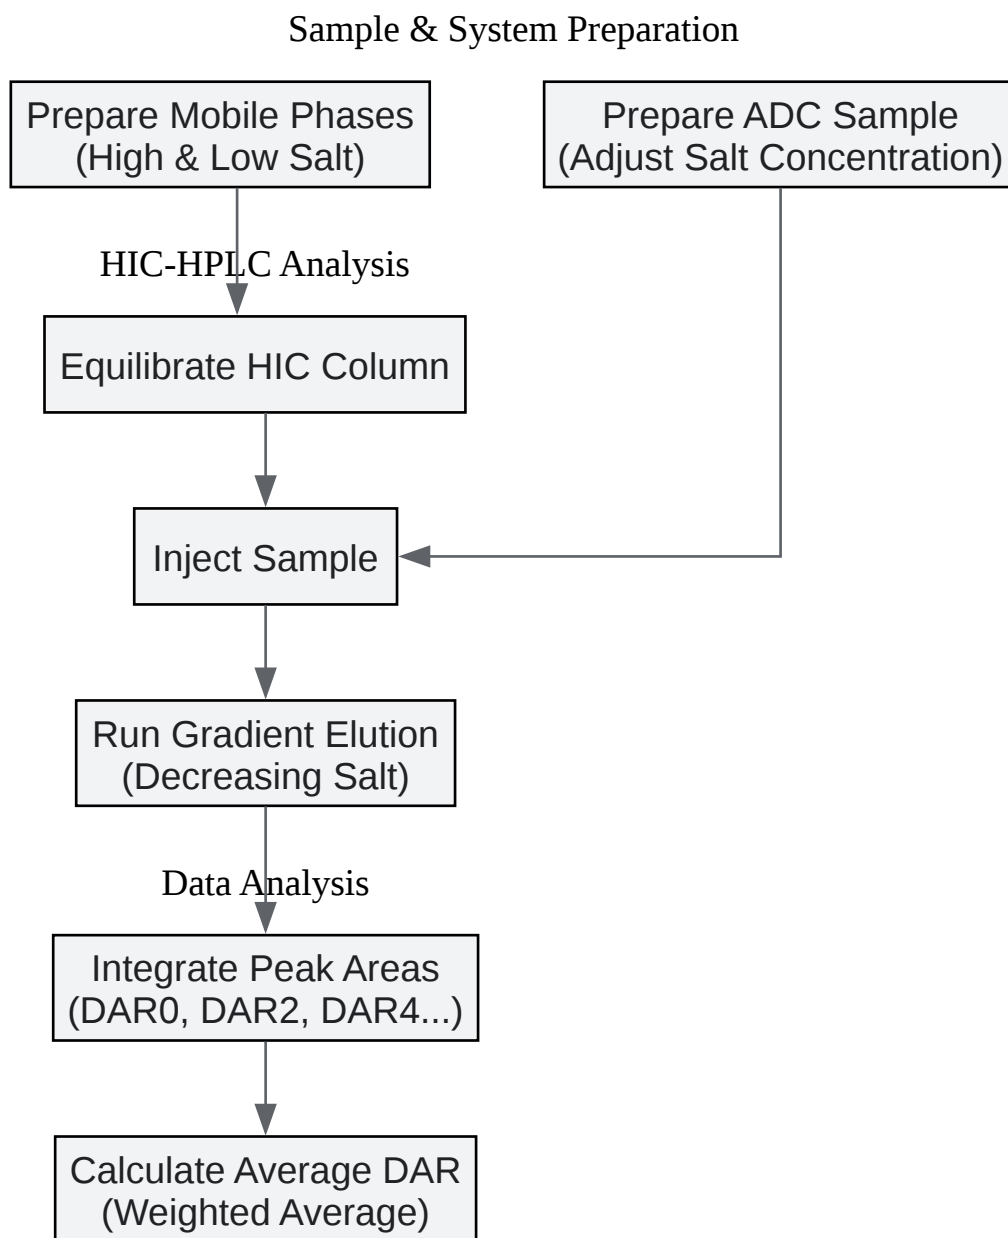 Sample & System Preparation
Prepare Mobile Phases
(High & Low Salt)
Prepare ADC Sample
(Adjust Salt Concentration)
HIC-HPLC Analysis
Equilibrate HIC Column
Inject Sample
Run Gradient Elution
(Decreasing Salt)
Data Analysis
Integrate Peak Areas
(DAR0, DAR2, DAR4...)
Calculate Average DAR
(Weighted Average)